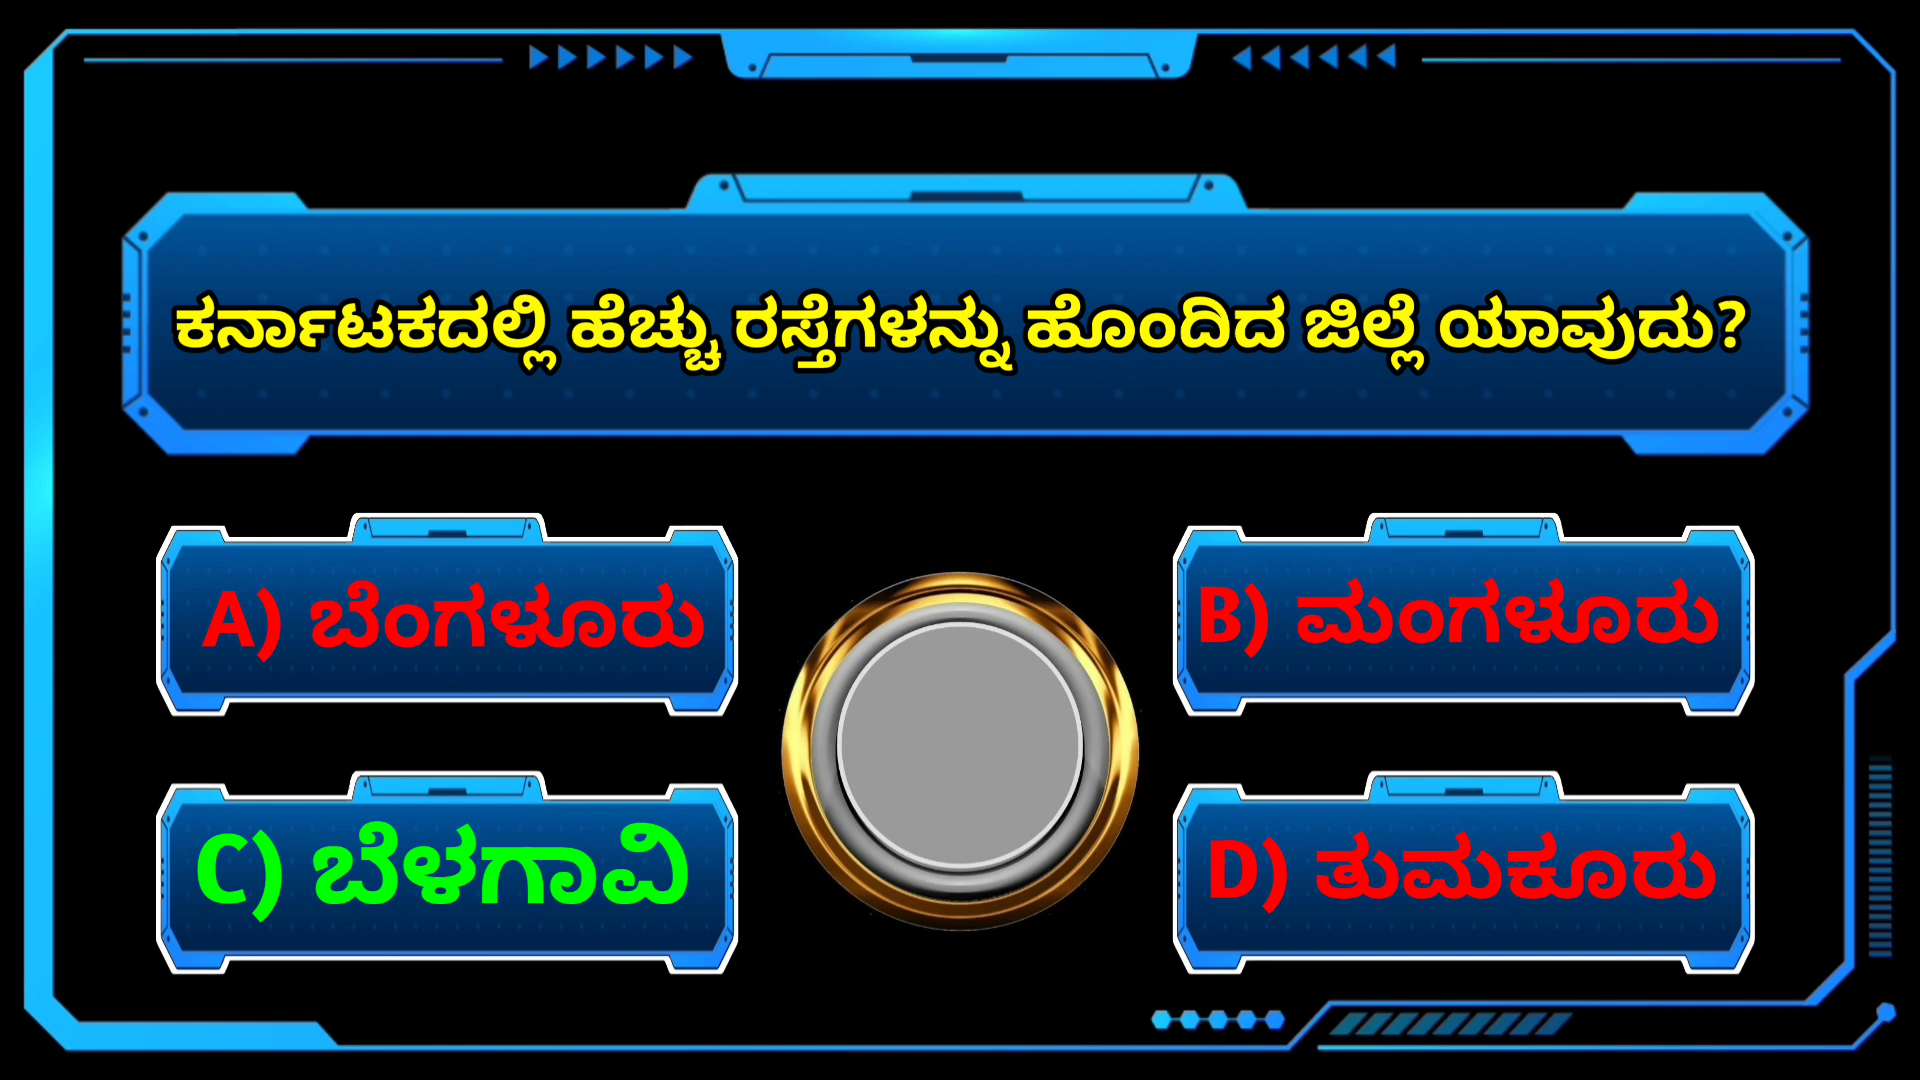 ಕರ್ನಾಟಕದಲ್ಲಿ ಹೆಚ್ಚು ರಸ್ತೆಗಳನ್ನು ಹೊಂದಿದ ಜಿಲ್ಲೆ ಯಾವುದು?
A) ಬೆಂಗಳೂರು
B) ಮಂಗಳೂರು
C) ಬೆಳಗಾವಿ
D) ತುಮಕೂರು